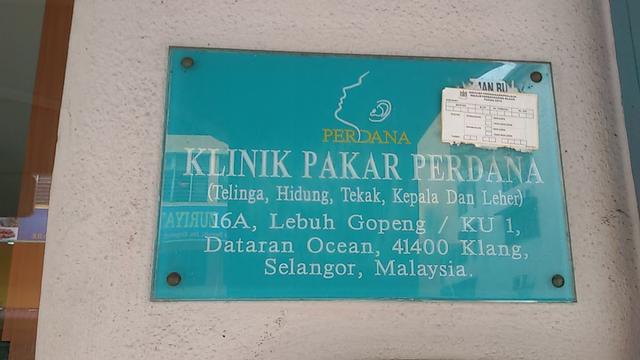 PERDANA
KLINIK PAKAR PERDANA
(Telinga, Hidung, Tekak, Kepala Dan Leher)
16A, Lebuh Gopeng / KU 1,
Dataran Ocean, 41400 Klang,
Selangor, Malaysia.